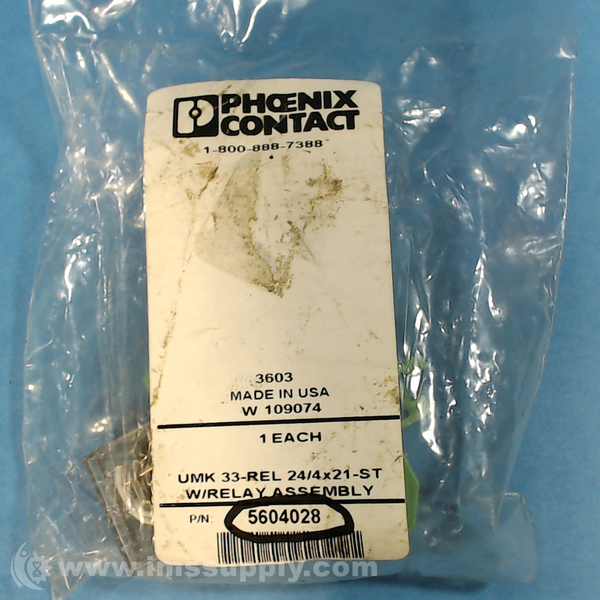 PHŒNIX
CONTACT
1-800-888-7388
3603
MADE IN USA
W 109074
1 EACH
UMK 33-REL 24/4x21-ST
W/RELAY ASSEMBLY
P/N: 5604028
www.imssupply.com